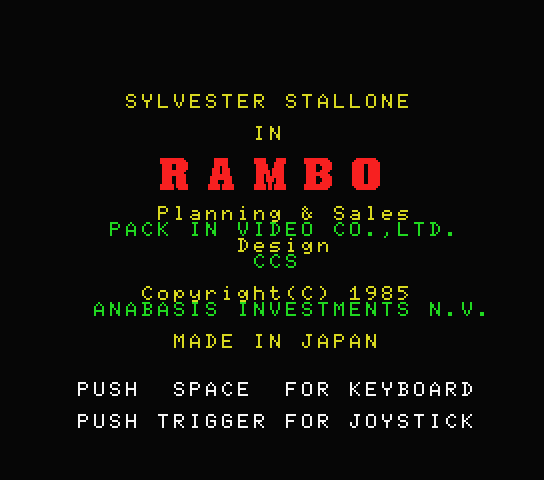 SYLVESTER STALLONE
IN
RAMBO
Planning & Sales
PACK IN VIDEO CO.,LTD.
Design
CCS
Copyright(C) 1985
ANABASIS INVESTMENTS N.V.
MADE IN JAPAN
PUSH  SPACE  FOR KEYBOARD
PUSH TRIGGER FOR JOYSTICK